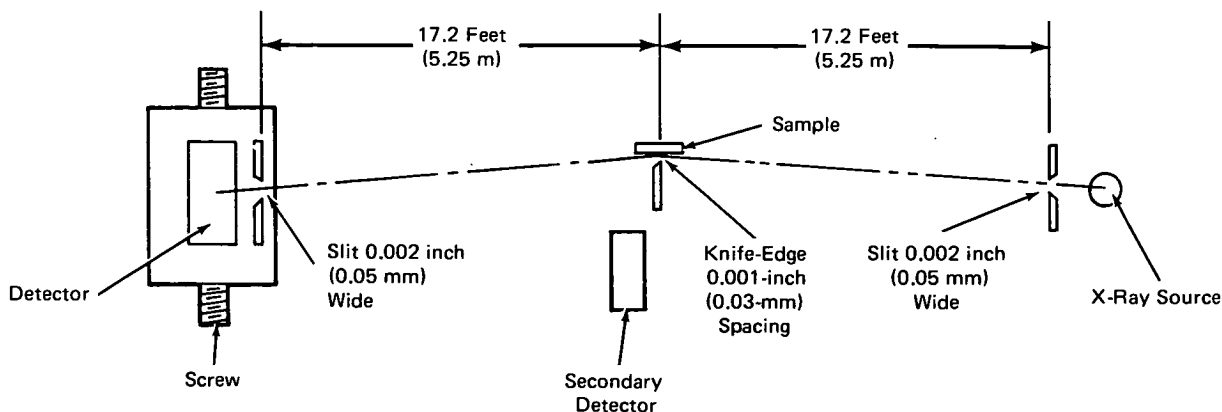 17.2 Feet
(5.25 m)
17.2 Feet
(5.25 m)
Sample
Detector
Slit 0.002 inch
(0.05 mm)
Wide
Knife-Edge
0.001-inch
(0.03-mm)
Spacing
Slit 0.002 inch
(0.05 mm)
Wide
X-Ray Source
Screw
Secondary
Detector